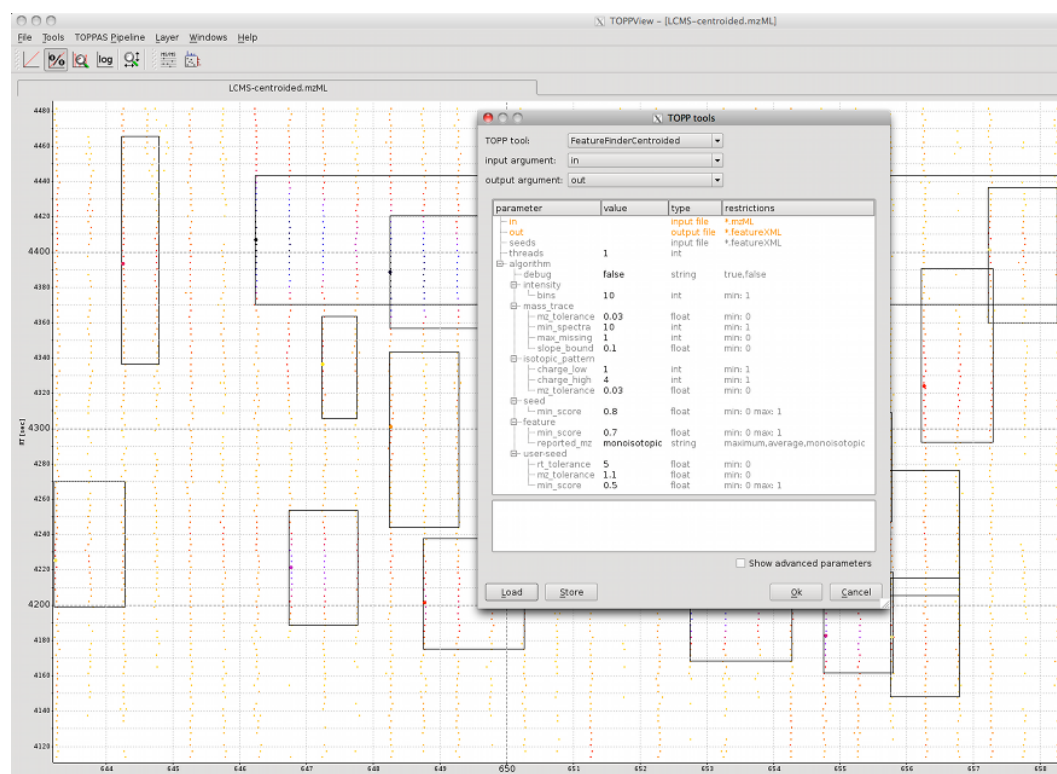 TOPPView – [LCMS-centroided.mzML]
File Tools TOPPAS Pipeline Layer Windows Help
% log MS/MS
LCMS-centroided.mzML
TOPP tools
TOPP tool: FeatureFinderCentroided
input argument: in
output argument: out
parameter value type restrictions
in input file *.mzML
out output file *.featureXML
seeds input file *.featureXML
threads 1 int
algorithm
debug false string true,false
intensity
bins 10 int min: 1
mass_trace
mz_tolerance 0.03 float min: 0
min_spectra 10 int min: 1
max_missing 1 int min: 0
slope_bound 0.1 float min: 0
isotopic_pattern
charge_low 1 int min: 1
charge_high 4 int min: 1
mz_tolerance 0.03 float min: 0
seed
min_score 0.8 float min: 0 max: 1
feature
min_score 0.7 float min: 0 max: 1
reported_mz monoisotopic string maximum,average,monoisotopic
user-seed
rt_tolerance 5 float min: 0
mz_tolerance 1.1 float min: 0
min_score 0.5 float min: 0 max: 1
Show advanced parameters
Load Store Ok Cancel
RT [sec]
4480
4460
4440
4420
4400
4380
4360
4340
4320
4300
4280
4260
4240
4220
4200
4180
4160
4140
4120
644 645 646 647 648 649 650 651 652 653 654 655 656 657 658